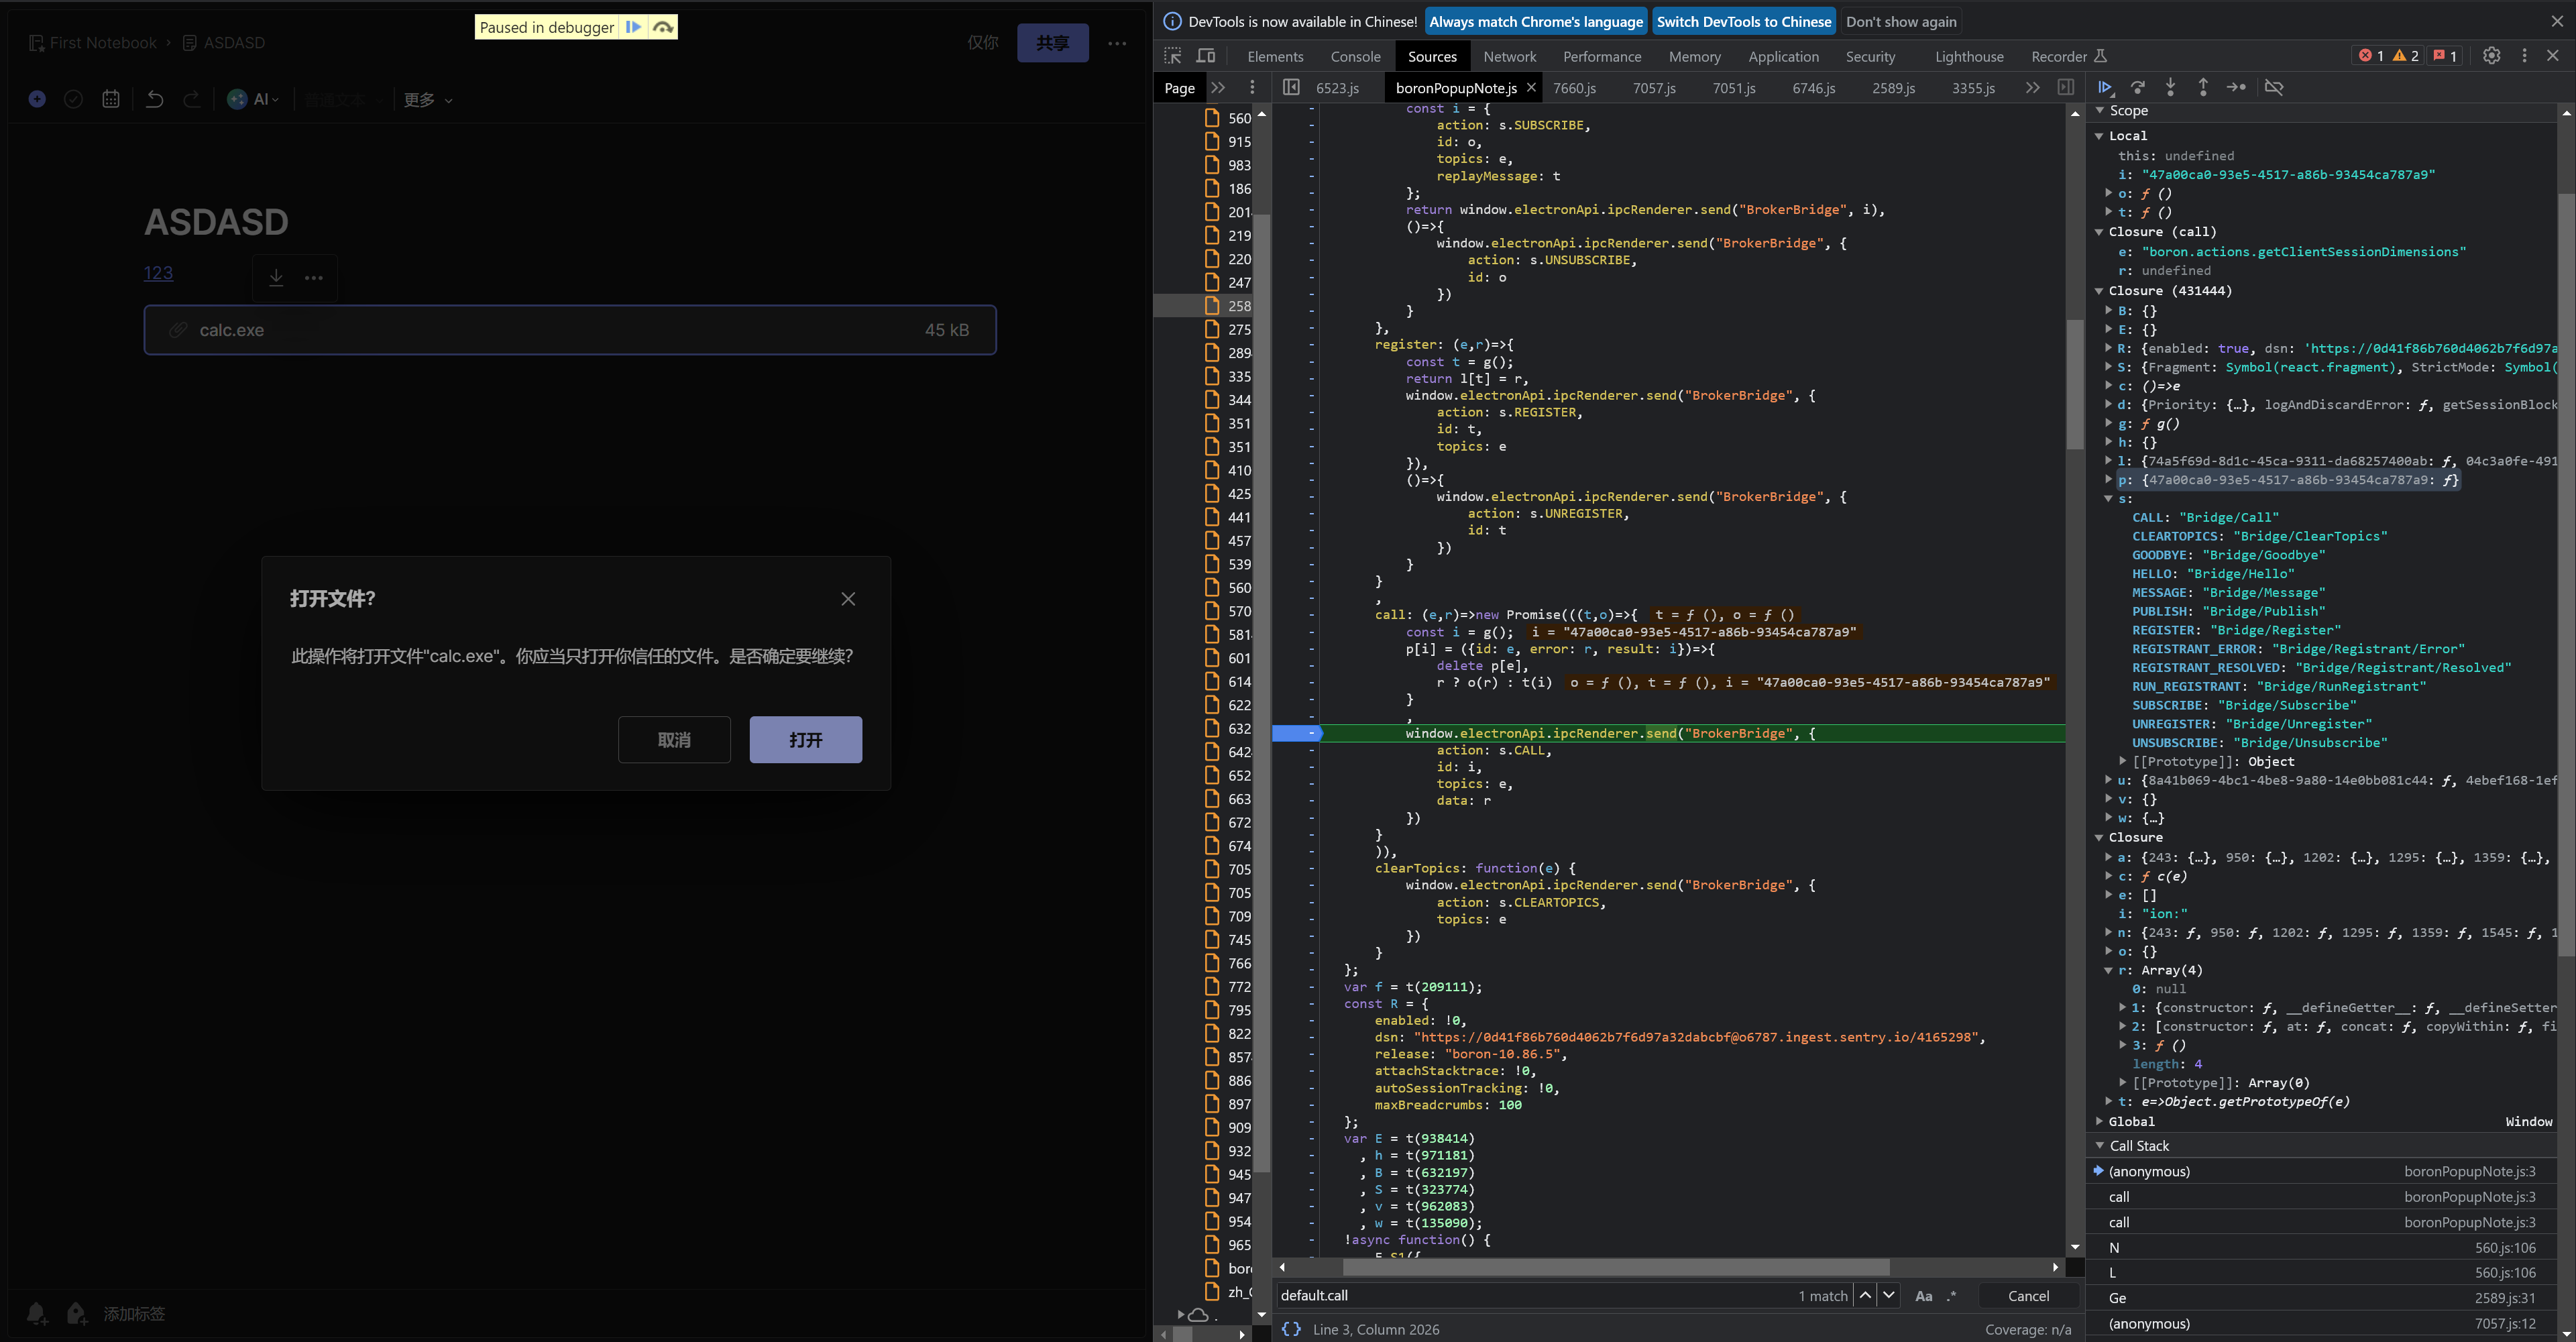 Paused in debugger
First Notebook › ASDASD
仅你
共享
AI
更多
ASDASD
123
calc.exe
45 kB
打开文件?
此操作将打开文件"calc.exe"。你应当只打开你信任的文件。是否确定要继续?
取消
打开
添加标签
DevTools is now available in Chinese!
Always match Chrome's language
Switch DevTools to Chinese
Don't show again
Elements
Console
Sources
Network
Performance
Memory
Application
Security
Lighthouse
Recorder
1
2
1
Page
6523.js
boronPopupNote.js
7660.js
7057.js
7051.js
6746.js
2589.js
3355.js
560
915
983
186
201
219
220
247
258
275
289
335
344
351
351
410
425
441
457
539
560
570
581
601
614
622
632
642
652
663
672
674
705
705
709
745
766
772
795
822
857
886
897
909
932
945
947
954
965
bor
zh_
const i = {
action: s.SUBSCRIBE,
id: o,
topics: e,
replayMessage: t
};
return window.electronApi.ipcRenderer.send("BrokerBridge", i),
()=>{
window.electronApi.ipcRenderer.send("BrokerBridge", {
action: s.UNSUBSCRIBE,
id: o
})
}
},
register: (e,r)=>{
const t = g();
return l[t] = r,
window.electronApi.ipcRenderer.send("BrokerBridge", {
action: s.REGISTER,
id: t,
topics: e
}),
()=>{
window.electronApi.ipcRenderer.send("BrokerBridge", {
action: s.UNREGISTER,
id: t
})
}
}
,
call: (e,r)=>new Promise(((t,o)=>{ t = ƒ (), o = ƒ ()
const i = g(); i = "47a00ca0-93e5-4517-a86b-93454ca787a9"
p[i] = ({id: e, error: r, result: i})=>{
delete p[e],
r ? o(r) : t(i) o = ƒ (), t = ƒ (), i = "47a00ca0-93e5-4517-a86b-93454ca787a9"
}
,
window.electronApi.ipcRenderer.send("BrokerBridge", {
action: s.CALL,
id: i,
topics: e,
data: r
})
}
)),
clearTopics: function(e) {
window.electronApi.ipcRenderer.send("BrokerBridge", {
action: s.CLEARTOPICS,
topics: e
})
}
};
var f = t(209111);
const R = {
enabled: !0,
dsn: "https://0d41f86b760d4062b7f6d97a32dabcbf@o6787.ingest.sentry.io/4165298",
release: "boron-10.86.5",
attachStacktrace: !0,
autoSessionTracking: !0,
maxBreadcrumbs: 100
};
var E = t(938414)
, h = t(971181)
, B = t(632197)
, S = t(323774)
, v = t(962083)
, w = t(135090);
!async function() {
E.S1({
default.call
1 match
Aa
.*
Cancel
{} Line 3, Column 2026
Coverage: n/a
Scope
Local
this: undefined
i: "47a00ca0-93e5-4517-a86b-93454ca787a9"
o: ƒ ()
t: ƒ ()
Closure (call)
e: "boron.actions.getClientSessionDimensions"
r: undefined
Closure (431444)
B: {}
E: {}
R: {enabled: true, dsn: 'https://0d41f86b760d4062b7f6d97a
S: {Fragment: Symbol(react.fragment), StrictMode: Symbol(
c: ()=>e
d: {Priority: {…}, logAndDiscardError: ƒ, getSessionBlock
g: ƒ g()
h: {}
l: {74a5f69d-8d1c-45ca-9311-da68257400ab: ƒ, 04c3a0fe-491
p: {47a00ca0-93e5-4517-a86b-93454ca787a9: ƒ}
s:
CALL: "Bridge/Call"
CLEARTOPICS: "Bridge/ClearTopics"
GOODBYE: "Bridge/Goodbye"
HELLO: "Bridge/Hello"
MESSAGE: "Bridge/Message"
PUBLISH: "Bridge/Publish"
REGISTER: "Bridge/Register"
REGISTRANT_ERROR: "Bridge/Registrant/Error"
REGISTRANT_RESOLVED: "Bridge/Registrant/Resolved"
RUN_REGISTRANT: "Bridge/RunRegistrant"
SUBSCRIBE: "Bridge/Subscribe"
UNREGISTER: "Bridge/Unregister"
UNSUBSCRIBE: "Bridge/Unsubscribe"
[[Prototype]]: Object
u: {8a41b069-4bc1-4be8-9a80-14e0bb081c44: ƒ, 4ebef168-1ef
v: {}
w: {…}
Closure
a: {243: {…}, 950: {…}, 1202: {…}, 1295: {…}, 1359: {…},
c: ƒ c(e)
e: []
i: "ion:"
n: {243: ƒ, 950: ƒ, 1202: ƒ, 1295: ƒ, 1359: ƒ, 1545: ƒ, 1
o: {}
r: Array(4)
0: null
1: {constructor: ƒ, __defineGetter__: ƒ, __defineSetter
2: [constructor: ƒ, at: ƒ, concat: ƒ, copyWithin: ƒ, fi
3: ƒ ()
length: 4
[[Prototype]]: Array(0)
t: e=>Object.getPrototypeOf(e)
Global
Window
Call Stack
(anonymous) boronPopupNote.js:3
call boronPopupNote.js:3
call boronPopupNote.js:3
N 560.js:106
L 560.js:106
Ge 2589.js:31
(anonymous) 7057.js:12